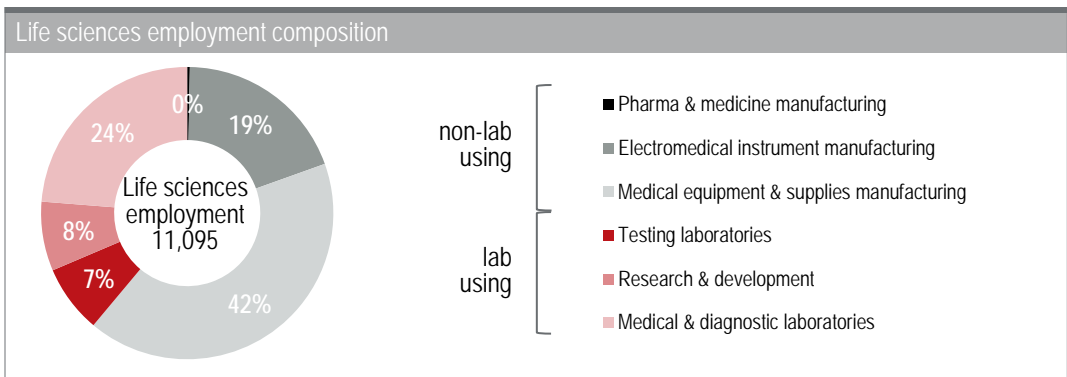 Life sciences employment composition
0%
19%
24%
8%
7%
42%
Life sciences
employment
11,095
non-lab
using
lab
using
Pharma & medicine manufacturing
Electromedical instrument manufacturing
Medical equipment & supplies manufacturing
Testing laboratories
Research & development
Medical & diagnostic laboratories